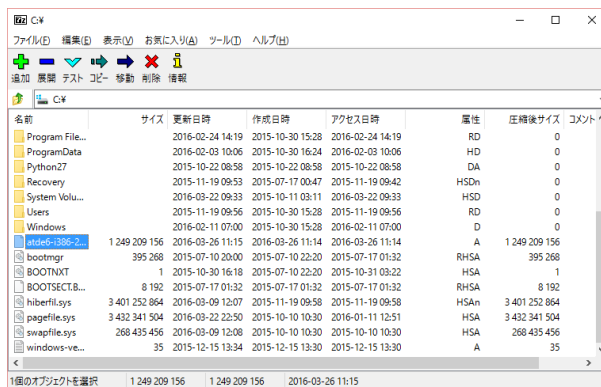 C:¥
ファイル(F) 編集(E) 表示(V) お気に入り(A) ツール(T) ヘルプ(H)
追加 展開 テスト コピー 移動 削除 情報
C:¥
名前 サイズ 更新日時 作成日時 アクセス日時 属性 圧縮後サイズ コメント
Program File... 2016-02-24 14:19 2015-10-30 15:28 2016-02-24 14:19 RD 0
ProgramData 2016-02-03 10:06 2015-10-30 16:24 2016-02-03 10:06 HD 0
Python27 2015-10-22 08:58 2015-10-22 08:58 2015-10-22 08:58 DA 0
Recovery 2015-11-19 09:53 2015-07-17 00:47 2015-11-19 09:42 HSDn 0
System Volu... 2016-03-22 09:33 2015-10-11 03:11 2016-03-22 09:33 HSD 0
Users 2015-11-19 09:56 2015-10-30 15:28 2015-11-19 09:56 RD 0
Windows 2016-02-11 07:00 2015-10-30 15:28 2016-02-11 07:00 D 0
atde6-i386-2... 1 249 209 156 2016-03-26 11:15 2016-03-26 11:14 2016-03-26 11:14 A 1 249 209 156
bootmgr 395 268 2015-07-10 20:00 2015-07-10 22:20 2015-07-17 01:32 RHSA 395 268
BOOTNXT 1 2015-10-30 16:18 2015-07-10 22:20 2015-10-31 03:22 HSA 1
BOOTSECT.B... 8 192 2015-07-17 01:32 2015-07-17 01:32 2015-07-17 01:32 RHSA 8 192
hiberfil.sys 3 401 252 864 2016-03-09 12:07 2015-11-19 09:58 2015-11-19 09:58 HSAn 3 401 252 864
pagefile.sys 3 432 341 504 2016-03-22 22:50 2015-10-10 10:30 2016-01-11 12:51 HSA 3 432 341 504
swapfile.sys 268 435 456 2016-03-09 12:08 2015-10-10 10:30 2015-10-10 10:30 HSA 268 435 456
windows-ve... 35 2015-12-15 13:34 2015-12-15 13:30 2015-12-15 13:30 A 35
1個のオブジェクトを選択 1 249 209 156 1 249 209 156 2016-03-26 11:15